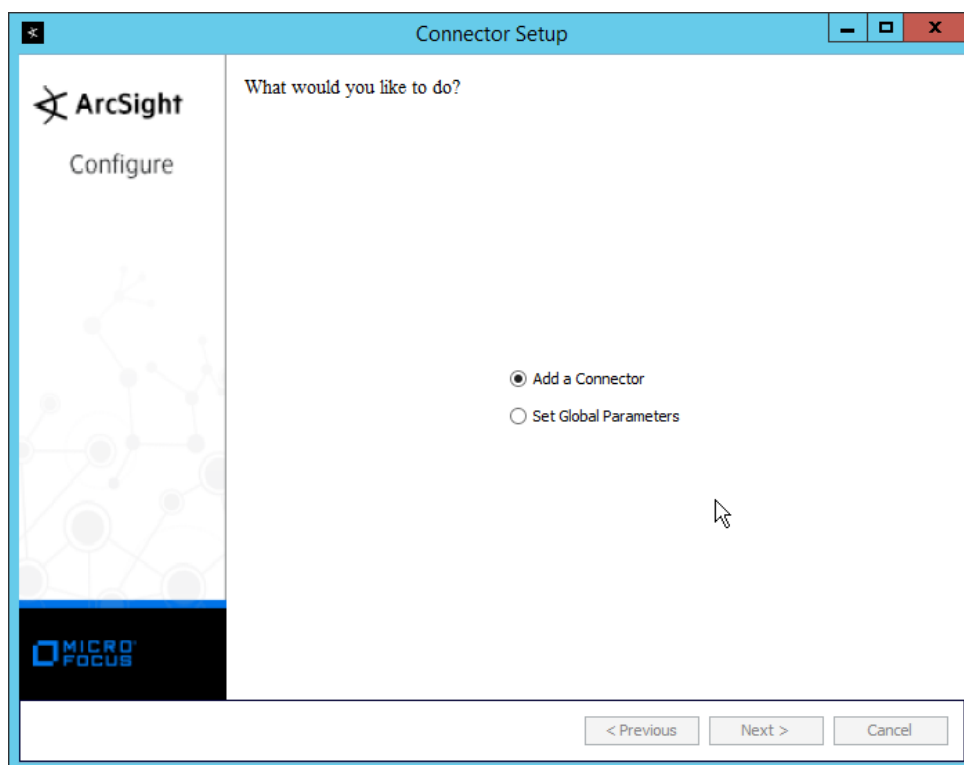 Connector Setup
ArcSight
Configure
What would you like to do?
Add a Connector
Set Global Parameters
MICRO
FOCUS
< Previous
Next >
Cancel